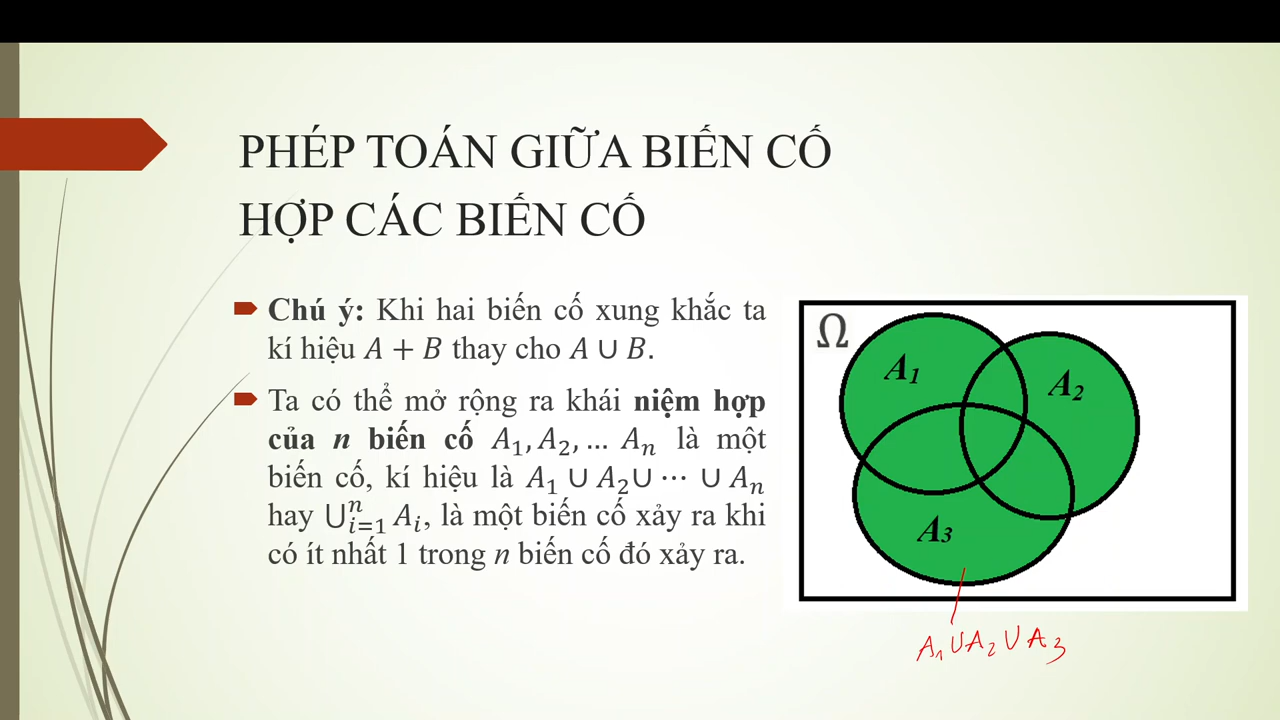 PHÉP TOÁN GIỮA BIẾN CỐ
HỢP CÁC BIẾN CỐ
Chú ý: Khi hai biến cố xung khắc ta
kí hiệu A + B thay cho A ∪ B.
Ta có thể mở rộng ra khái niệm hợp
của n biến cố A₁, A₂, … Aₙ là một
biến cố, kí hiệu là A₁ ∪ A₂∪ ⋯ ∪ Aₙ
hay ⋃ⁿᵢ₌₁ Aᵢ, là một biến cố xảy ra khi
có ít nhất 1 trong n biến cố đó xảy ra.
Ω
A₁
A₂
A₃
A₁∪A₂∪A₃